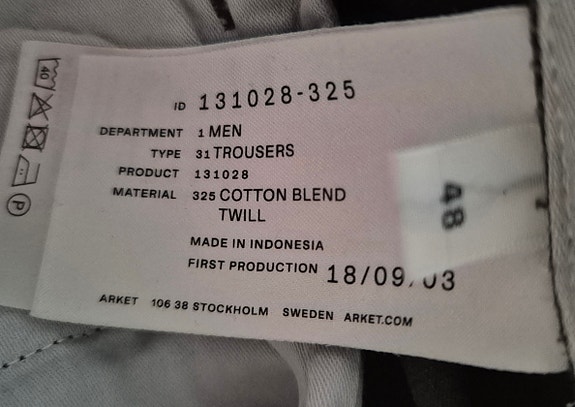 ID 131028-325
DEPARTMENT 1 MEN
TYPE 31 TROUSERS
PRODUCT 131028
MATERIAL 325 COTTON BLEND
TWILL
MADE IN INDONESIA
FIRST PRODUCTION 18/09/03
ARKET 106 38 STOCKHOLM SWEDEN ARKET.COM
48
40
P